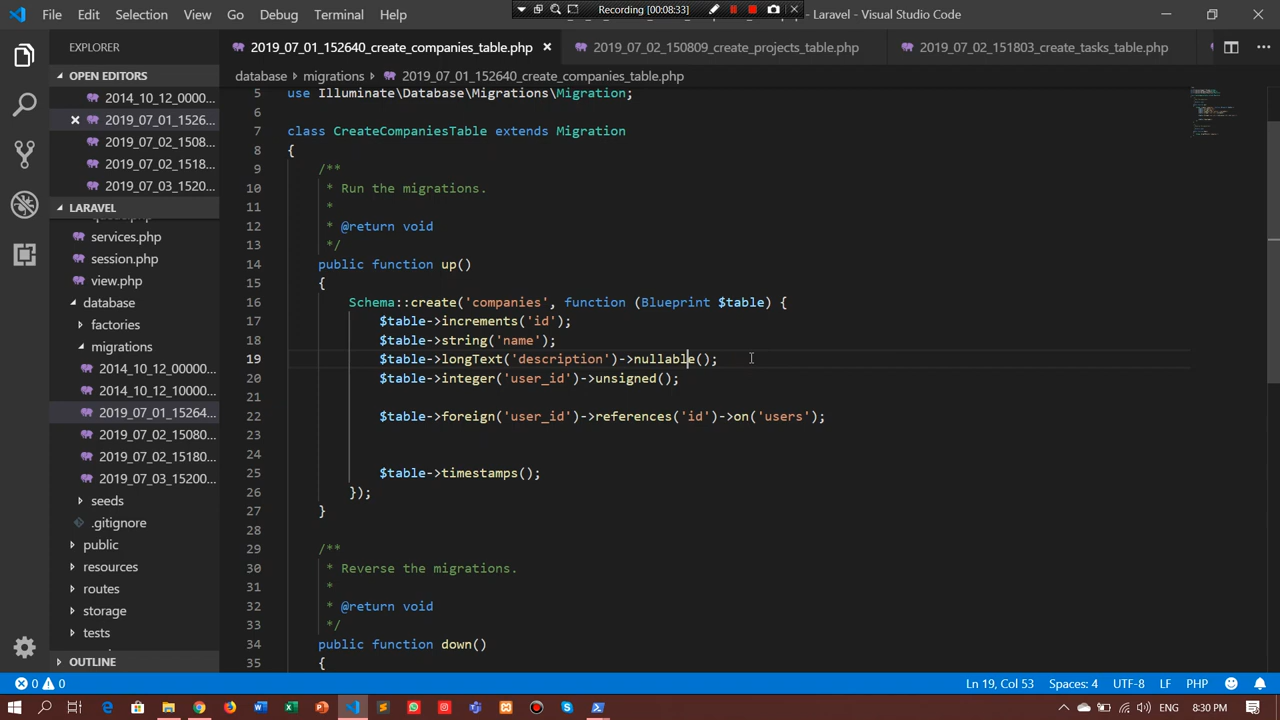 File Edit Selection View Go Debug Terminal Help
Recording [00:08:33]
- Laravel - Visual Studio Code
EXPLORER
OPEN EDITORS
2014_10_12_0000...
2019_07_01_1526...
2019_07_02_1508...
2019_07_02_1518...
2019_07_03_1520...
LARAVEL
services.php
session.php
view.php
database
factories
migrations
2014_10_12_00000...
2014_10_12_10000...
2019_07_01_15264...
2019_07_02_15080...
2019_07_02_15180...
2019_07_03_15200...
seeds
.gitignore
public
resources
routes
storage
tests
OUTLINE
2019_07_01_152640_create_companies_table.php
2019_07_02_150809_create_projects_table.php
2019_07_02_151803_create_tasks_table.php
database migrations 2019_07_01_152640_create_companies_table.php
5 use Illuminate\Database\Migrations\Migration;
6
7 class CreateCompaniesTable extends Migration
8 {
9 /**
10 * Run the migrations.
11 *
12 * @return void
13 */
14 public function up()
15 {
16 Schema::create('companies', function (Blueprint $table) {
17 $table->increments('id');
18 $table->string('name');
19 $table->longText('description')->nullable();
20 $table->integer('user_id')->unsigned();
21
22 $table->foreign('user_id')->references('id')->on('users');
23
24
25 $table->timestamps();
26 });
27 }
28
29 /**
30 * Reverse the migrations.
31 *
32 * @return void
33 */
34 public function down()
35 {
0 0
Ln 19, Col 53 Spaces: 4 UTF-8 LF PHP
8:30 PM